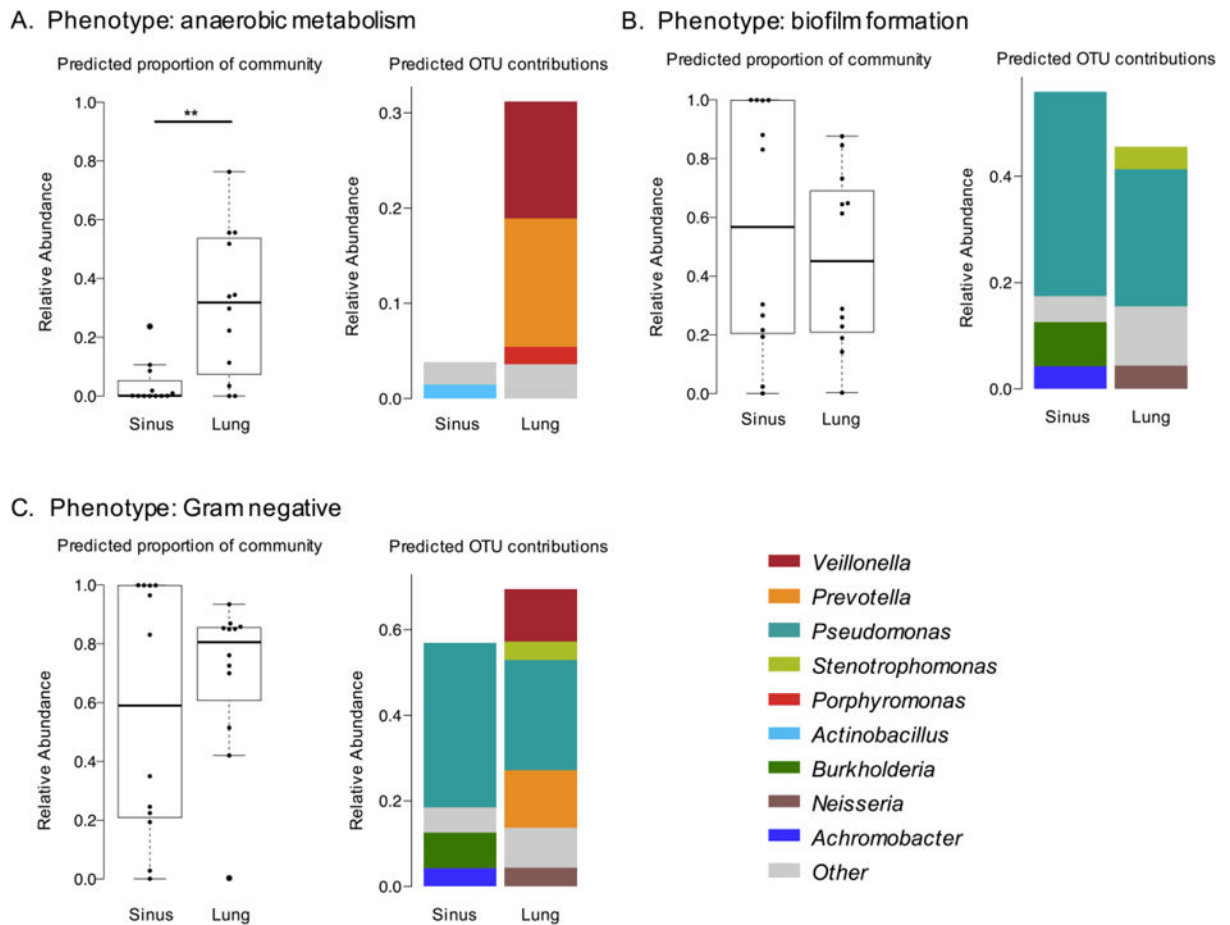 A. Phenotype: anaerobic metabolism
Predicted proportion of community
Predicted OTU contributions
Relative Abundance
1.0
0.8
0.6
0.4
0.2
0.0
**
Sinus
Lung
Relative Abundance
0.3
0.2
0.1
0.0
Sinus
Lung
B. Phenotype: biofilm formation
Predicted proportion of community
Predicted OTU contributions
Relative Abundance
1.0
0.8
0.6
0.4
0.2
0.0
Sinus
Lung
Relative Abundance
0.4
0.2
0.0
Sinus
Lung
C. Phenotype: Gram negative
Predicted proportion of community
Predicted OTU contributions
Relative Abundance
1.0
0.8
0.6
0.4
0.2
0.0
Sinus
Lung
Relative Abundance
0.6
0.4
0.2
0.0
Sinus
Lung
Veillonella
Prevotella
Pseudomonas
Stenotrophomonas
Porphyromonas
Actinobacillus
Burkholderia
Neisseria
Achromobacter
Other